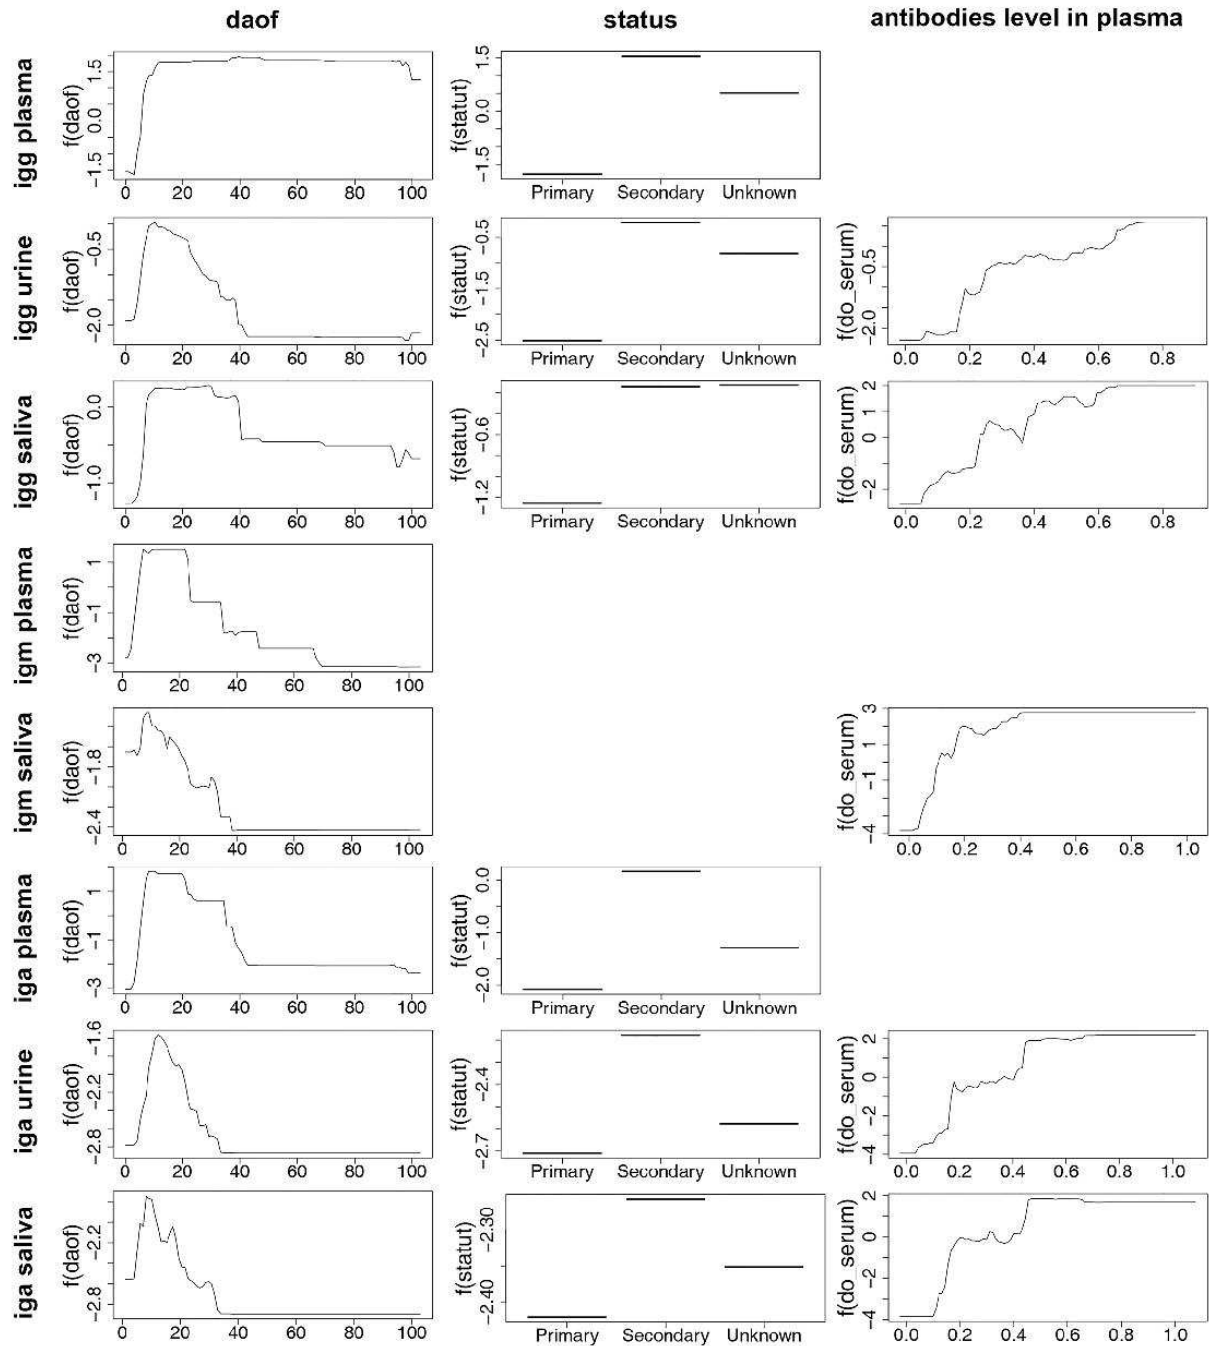 daof status antibodies level in plasma
igg plasma
f(daof)
−1.5 0.0 1.5
0 20 40 60 80 100
f(statut)
−1.5 0.0 1.5
Primary Secondary Unknown
igg urine
f(daof)
−2.0 −0.5
0 20 40 60 80 100
f(statut)
−2.5 −1.5 −0.5
Primary Secondary Unknown
f(do_serum)
−2.0 −0.5
0.0 0.2 0.4 0.6 0.8
igg saliva
f(daof)
−1.0 0.0
0 20 40 60 80 100
f(statut)
−1.2 −0.6
Primary Secondary Unknown
f(do_serum)
−2 0 1 2
0.0 0.2 0.4 0.6 0.8
igm plasma
f(daof)
−3 −1 1
0 20 40 60 80 100
igm saliva
f(daof)
−2.4 −1.8
0 20 40 60 80 100
f(do_serum)
−4 −1 1 3
0.0 0.2 0.4 0.6 0.8 1.0
iga plasma
f(daof)
−3 −1 1
0 20 40 60 80 100
f(statut)
−2.0 −1.0 0.0
Primary Secondary Unknown
iga urine
f(daof)
−2.8 −2.2 −1.6
0 20 40 60 80 100
f(statut)
−2.7 −2.4
Primary Secondary Unknown
f(do_serum)
−4 −2 0 2
0.0 0.2 0.4 0.6 0.8 1.0
iga saliva
f(daof)
−2.8 −2.2
0 20 40 60 80 100
f(statut)
−2.40 −2.30
Primary Secondary Unknown
f(do_serum)
−4 −2 0 1 2
0.0 0.2 0.4 0.6 0.8 1.0